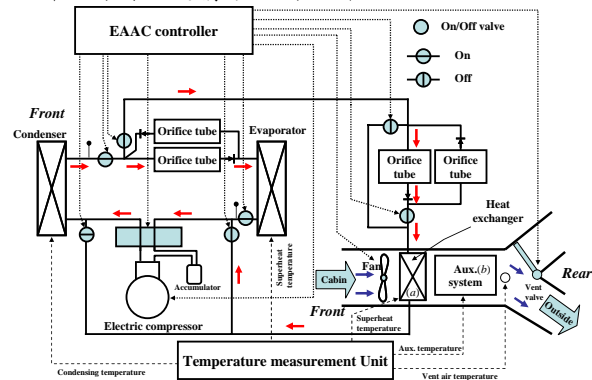 EAAC controller
On/Off valve
On
Off
Front
Condenser
Orifice tube
Evaporator
Orifice tube
Orifice
tube
Orifice
tube
Heat
exchanger
Accumulator
Electric compressor
Superheat
temperature
Cabin
Fan
(a)
Aux.(b)
system
Vent
valve
Rear
Outside
Front
Superheat
temperature
Aux. temperature
Condensing temperature
Temperature measurement Unit
Vent air temperature